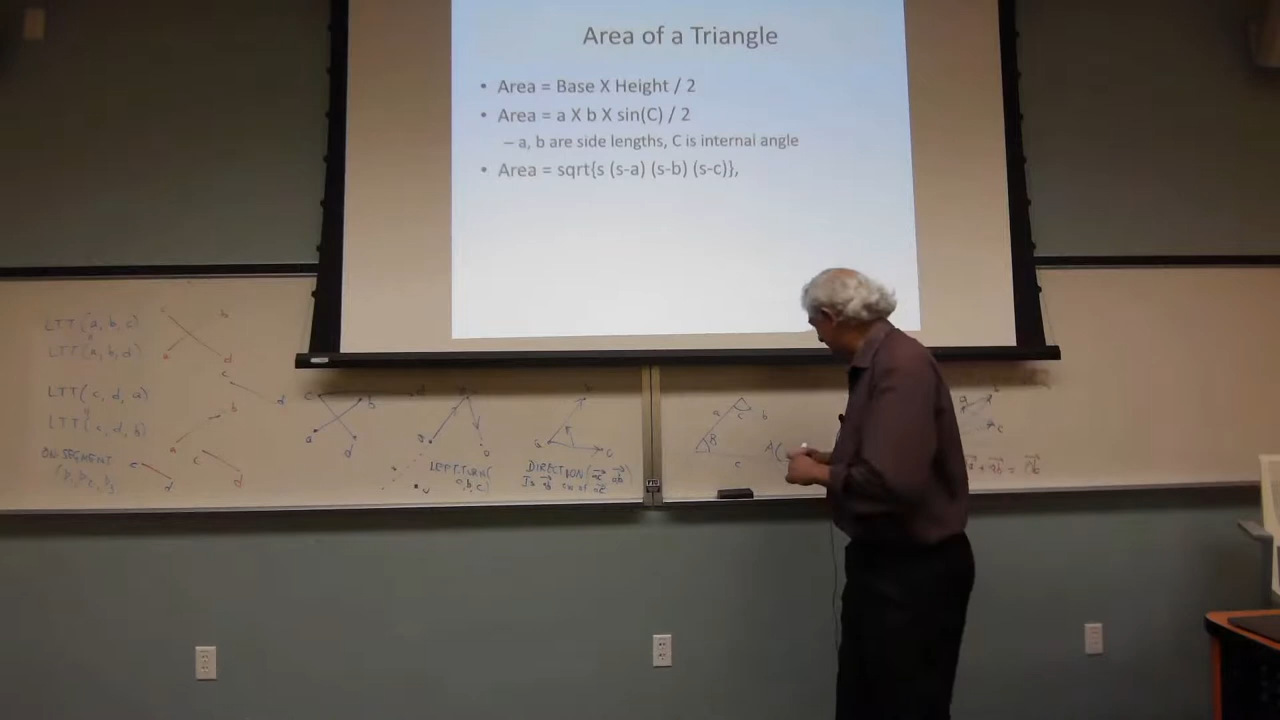 Area of a Triangle
• Area = Base X Height / 2
• Area = a X b X sin(C) / 2
– a, b are side lengths, C is internal angle
• Area = sqrt{s (s-a) (s-b) (s-c)},
LTT(a, b, c)
LTT(a, b, d)
LTT(c, d, a)
LTT(c, d, b)
ON SEGMENT
c
b
a
d
c
d
b
a
c
d
c
d
c
b
a
d
LEFT TURN(
a, b, c)
b
a
c
DIRECTION(
Is
a
c
b
B
c
A(
a
b
c